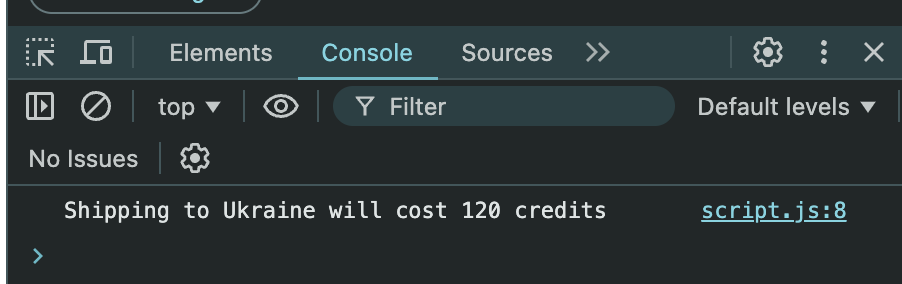 Elements Console Sources
top Filter Default levels
No Issues
Shipping to Ukraine will cost 120 credits script.js:8